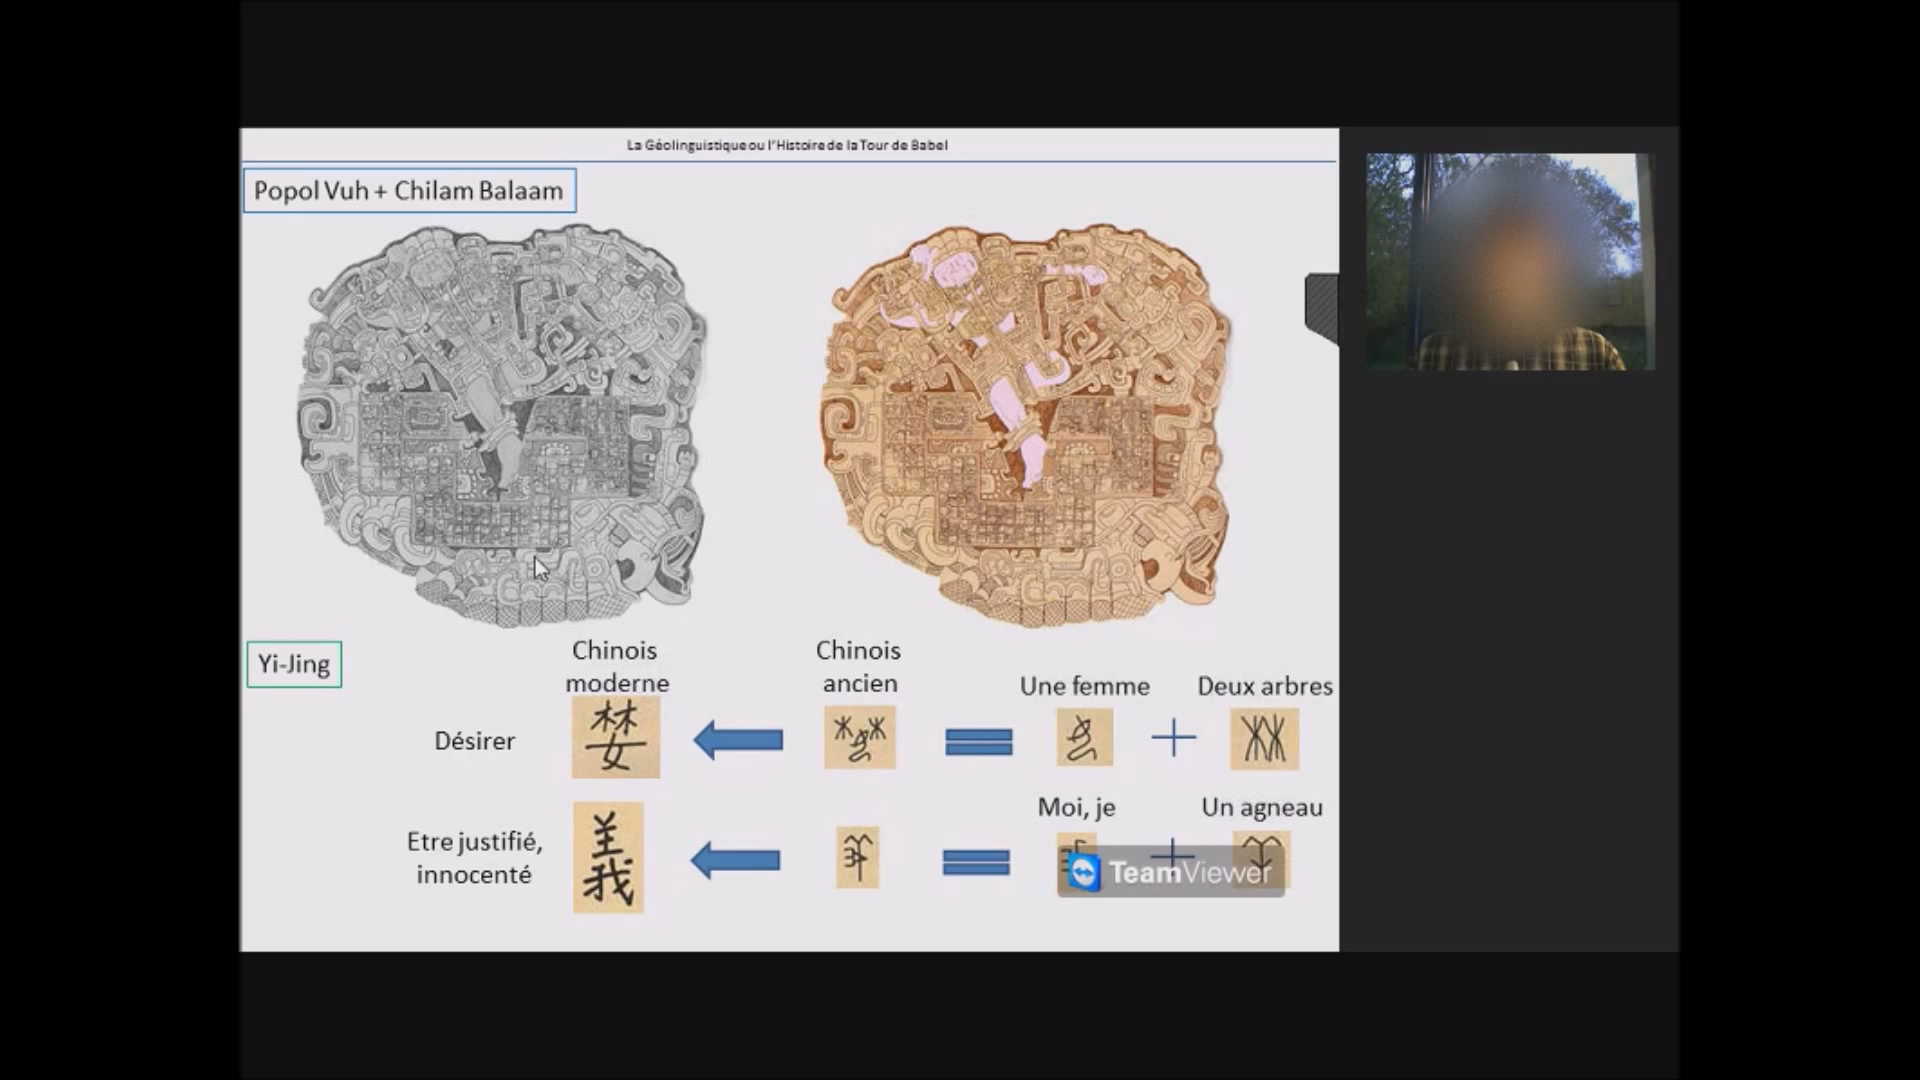 La Géolinguistique ou l'Histoire de la Tour de Babel
Popol Vuh + Chilam Balaam
Yi-Jing
Chinois
moderne
Chinois
ancien
Une femme
Deux arbres
Désirer
婪
Moi, je
Un agneau
Etre justifié,
innocenté
義
TeamViewer